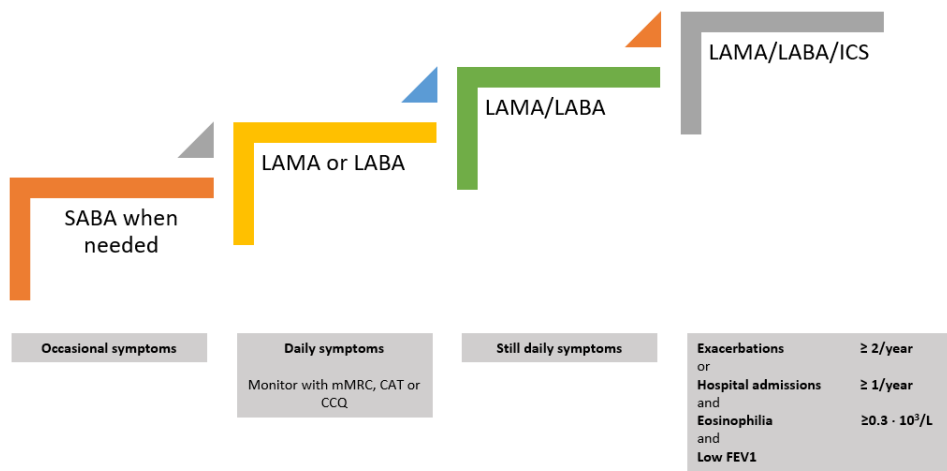 SABA when
needed
LAMA or LABA
LAMA/LABA
LAMA/LABA/ICS
Occasional symptoms
Daily symptoms
Monitor with mMRC, CAT or
CCQ
Still daily symptoms
Exacerbations ≥ 2/year
or
Hospital admissions ≥ 1/year
and
Eosinophilia ≥0.3 · 10³/L
and
Low FEV1